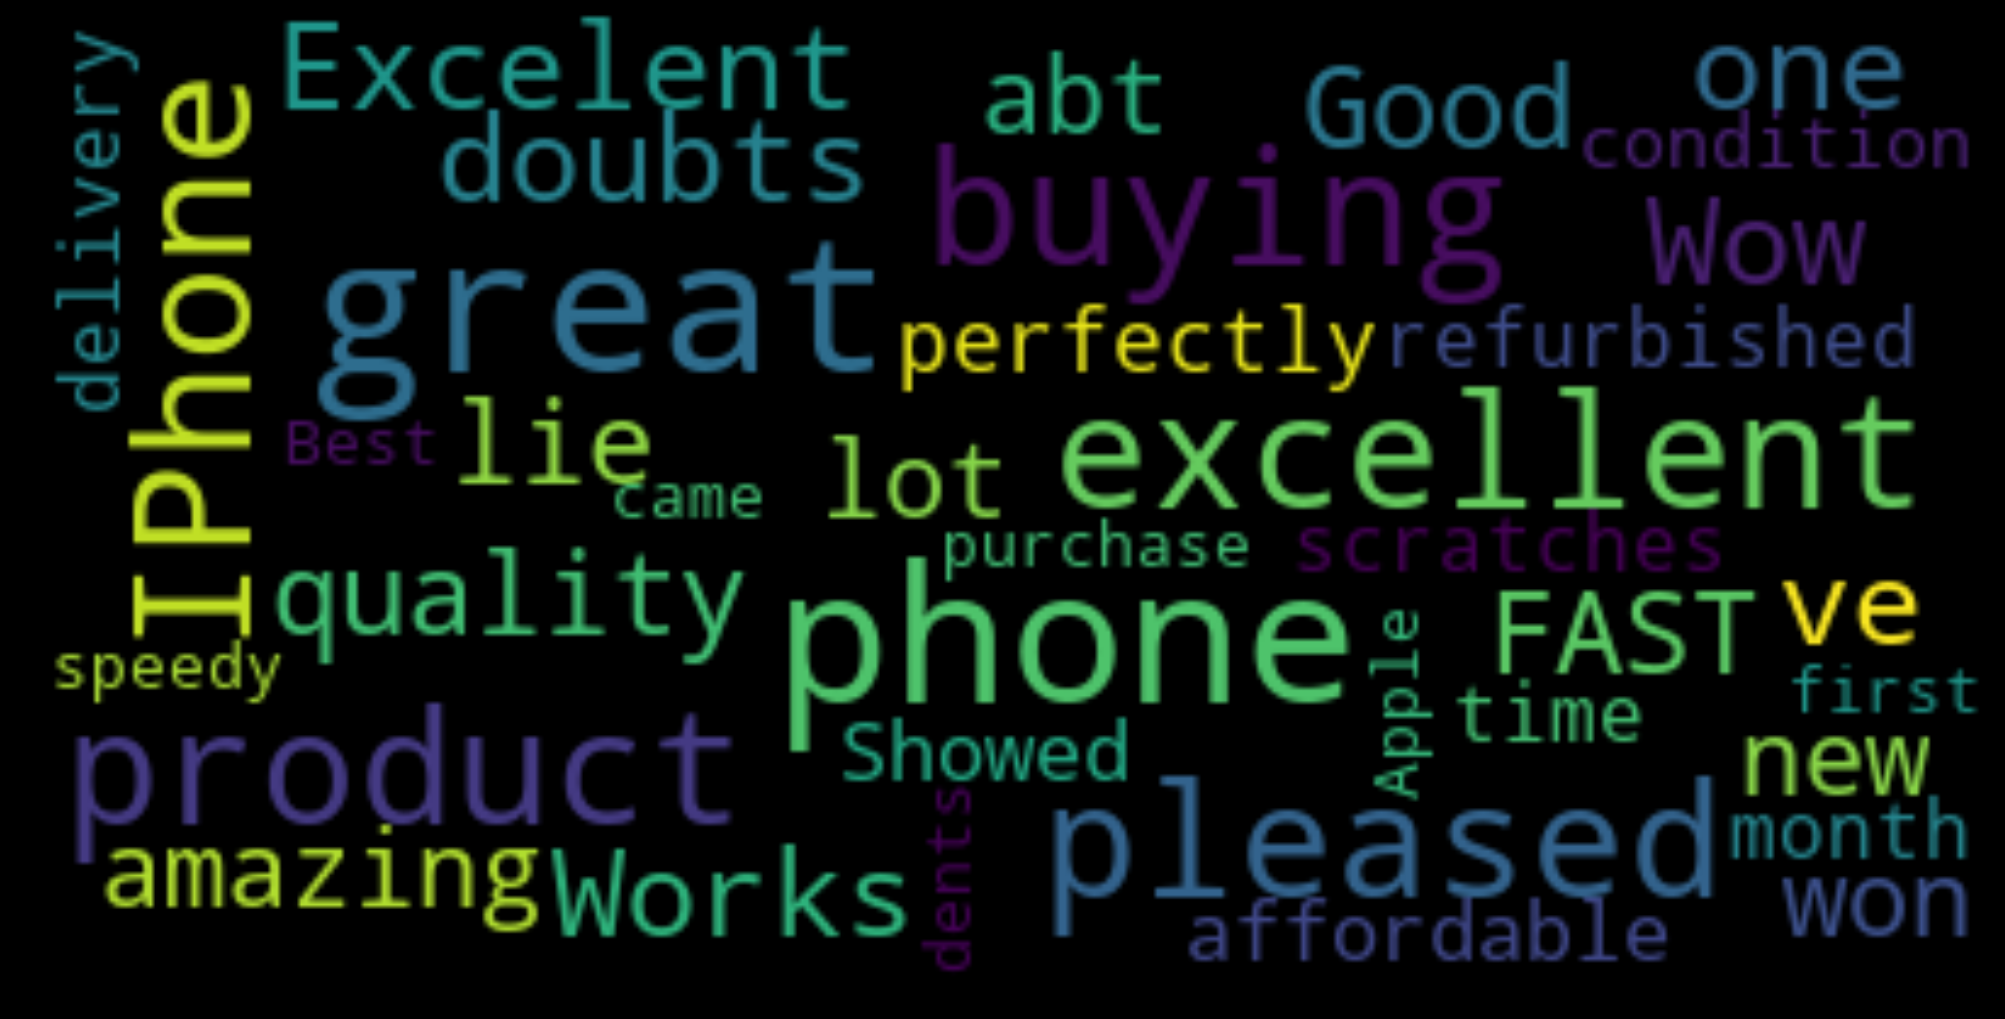 delivery
IPhone
Excelent
abt
Good
one
doubts
condition
buying
Wow
great
perfectly
refurbished
Best
lie
came
lot
excellent
purchase
scratches
quality
phone
Apple
FAST
ve
speedy
first
time
product
Showed
new
dents
pleased
month
amazing
Works
affordable
won